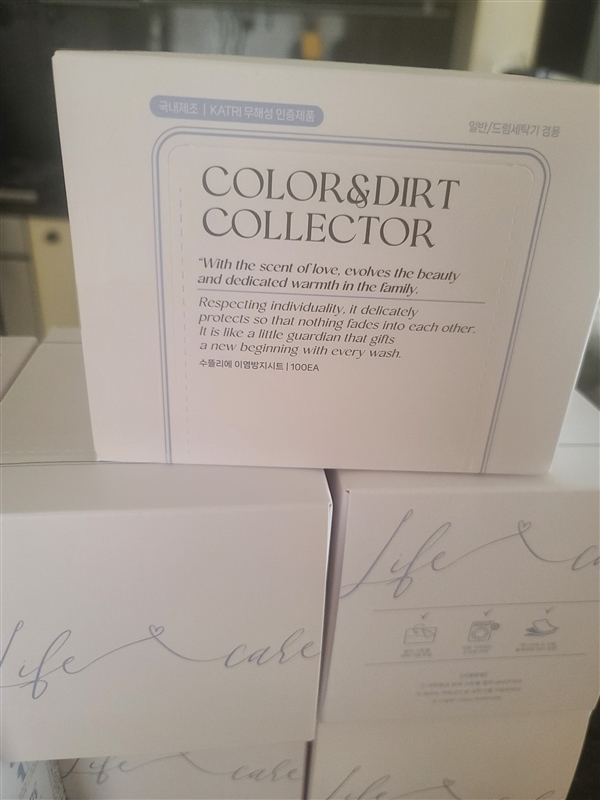 국내제조 | KATRI 무해성 인증제품
일반/드럼세탁기 겸용
COLOR&DIRT
COLLECTOR
"With the scent of love, evolves the beauty
and dedicated warmth in the family.
Respecting individuality, it delicately
protects so that nothing fades into each other.
It is like a little guardian that gifts
a new beginning with every wash.
수플리에 이염방지시트 | 100EA
Life care
Life
Life care
Life